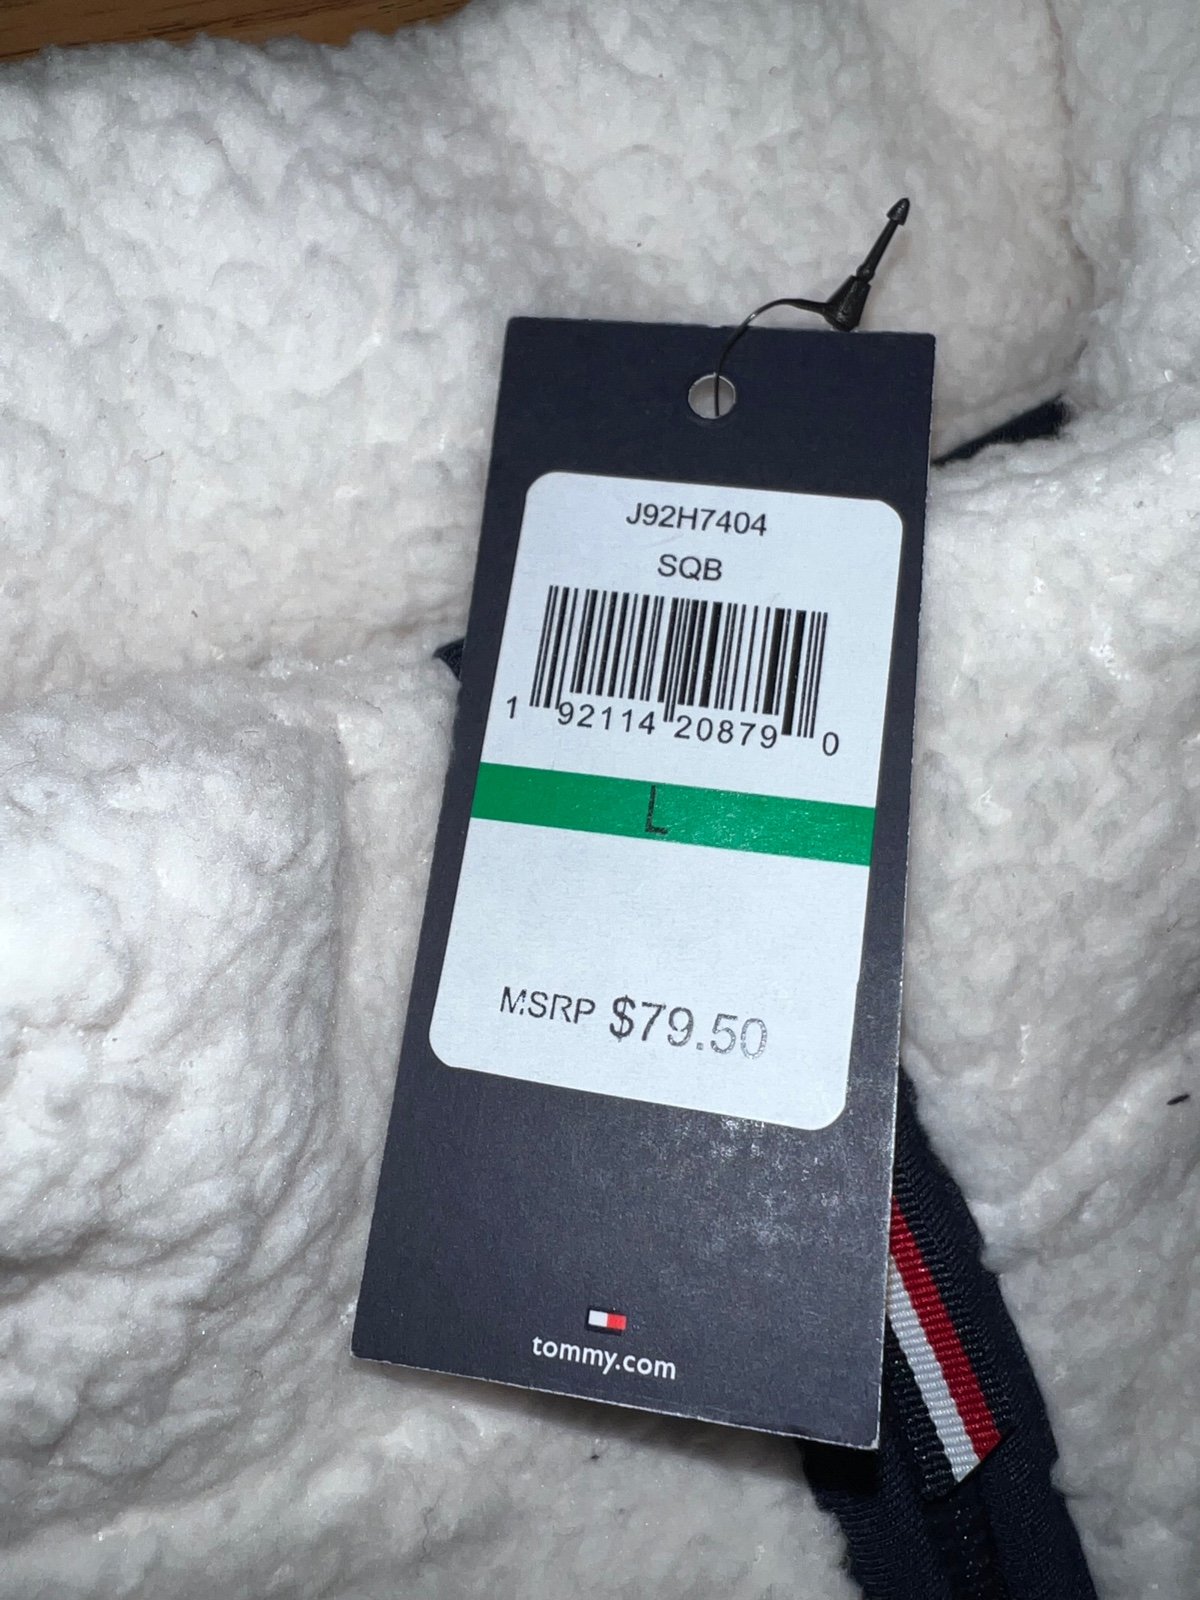 J92H7404
SQB
1 92114 20879 0
L
MSRP $79.50
tommy.com